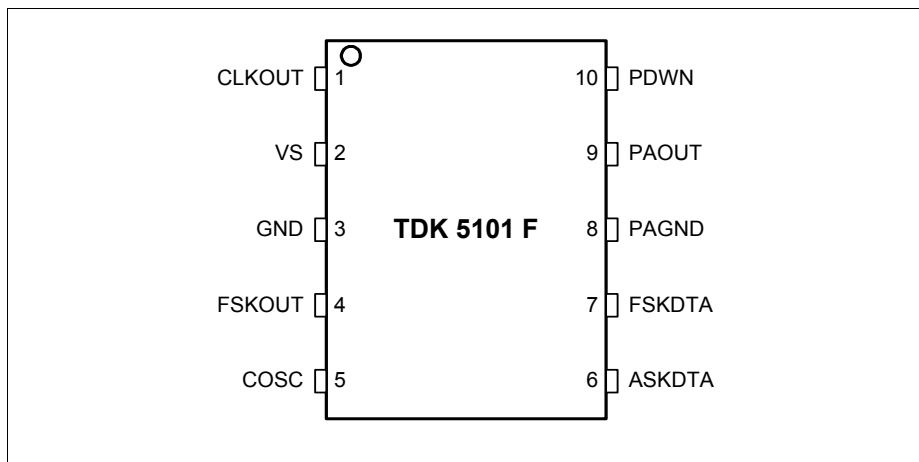 CLKOUT 1 10 PDWN
VS 2 9 PAOUT
GND 3 TDK 5101 F 8 PAGND
FSKOUT 4 7 FSKDTA
COSC 5 6 ASKDTA